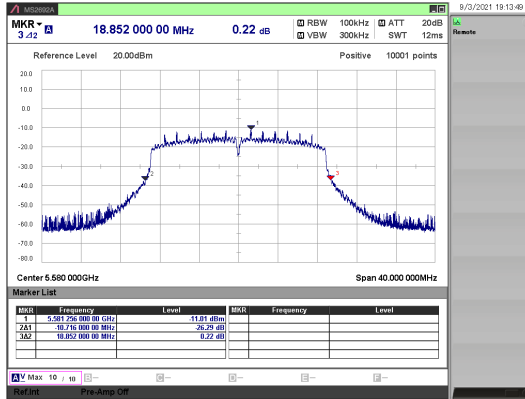 MS2692A
9/3/2021 19:13:49
MKR
3⊿2 A
18.852 000 00 MHz
0.22 dB
RBW 100kHz
ATT 20dB
VBW 300kHz
SWT 12ms
Remote
Reference Level 20.00dBm
Positive 10001 points
20.0
10.0
0.0
-10.0
1
-20.0
-30.0
2
3
-40.0
-50.0
-60.0
-70.0
-80.0
Center 5.580 000GHz
Span 40.000 000MHz
Marker List
MKR Frequency Level MKR Frequency Level
1 5.581 256 000 00 GHz -11.01 dBm
2Δ1 -10.716 000 00 MHz -26.29 dB
3Δ2 18.852 000 00 MHz 0.22 dB
A V Max 10 / 10
Ref.Int Pre-Amp Off